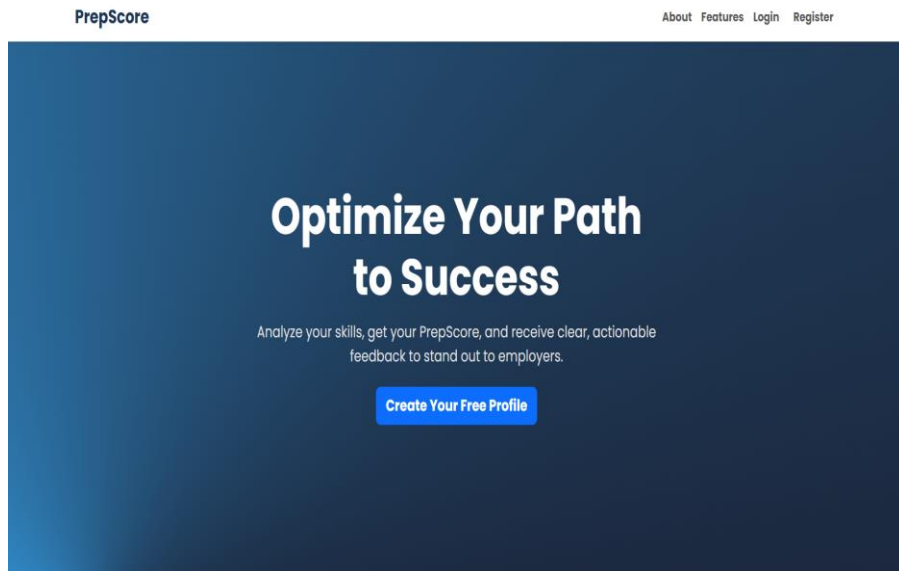 PrepScore
About Features Login Register
Optimize Your Path
to Success
Analyze your skills, get your PrepScore, and receive clear, actionable
feedback to stand out to employers.
Create Your Free Profile